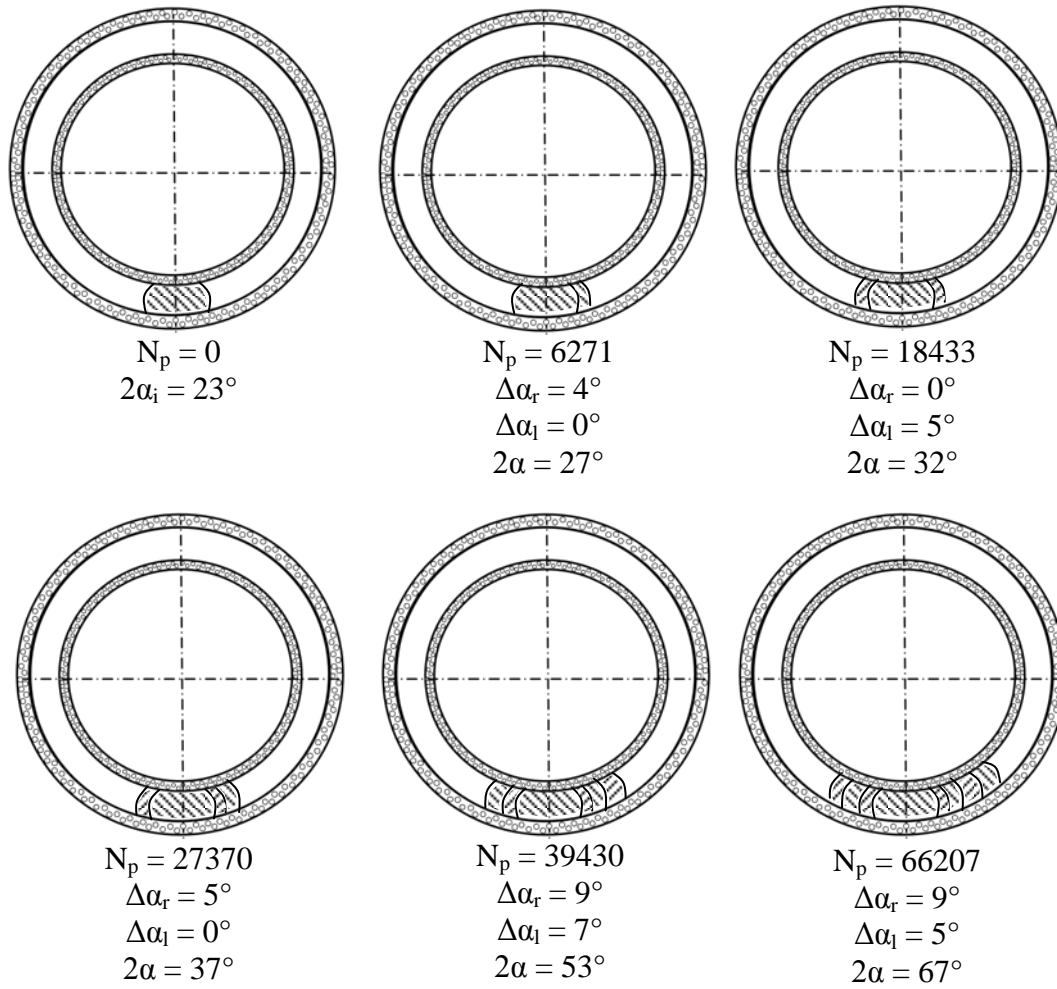 N_p = 0
2α_i = 23°
N_p = 6271
Δα_r = 4°
Δα_l = 0°
2α = 27°
N_p = 18433
Δα_r = 0°
Δα_l = 5°
2α = 32°
N_p = 27370
Δα_r = 5°
Δα_l = 0°
2α = 37°
N_p = 39430
Δα_r = 9°
Δα_l = 7°
2α = 53°
N_p = 66207
Δα_r = 9°
Δα_l = 5°
2α = 67°